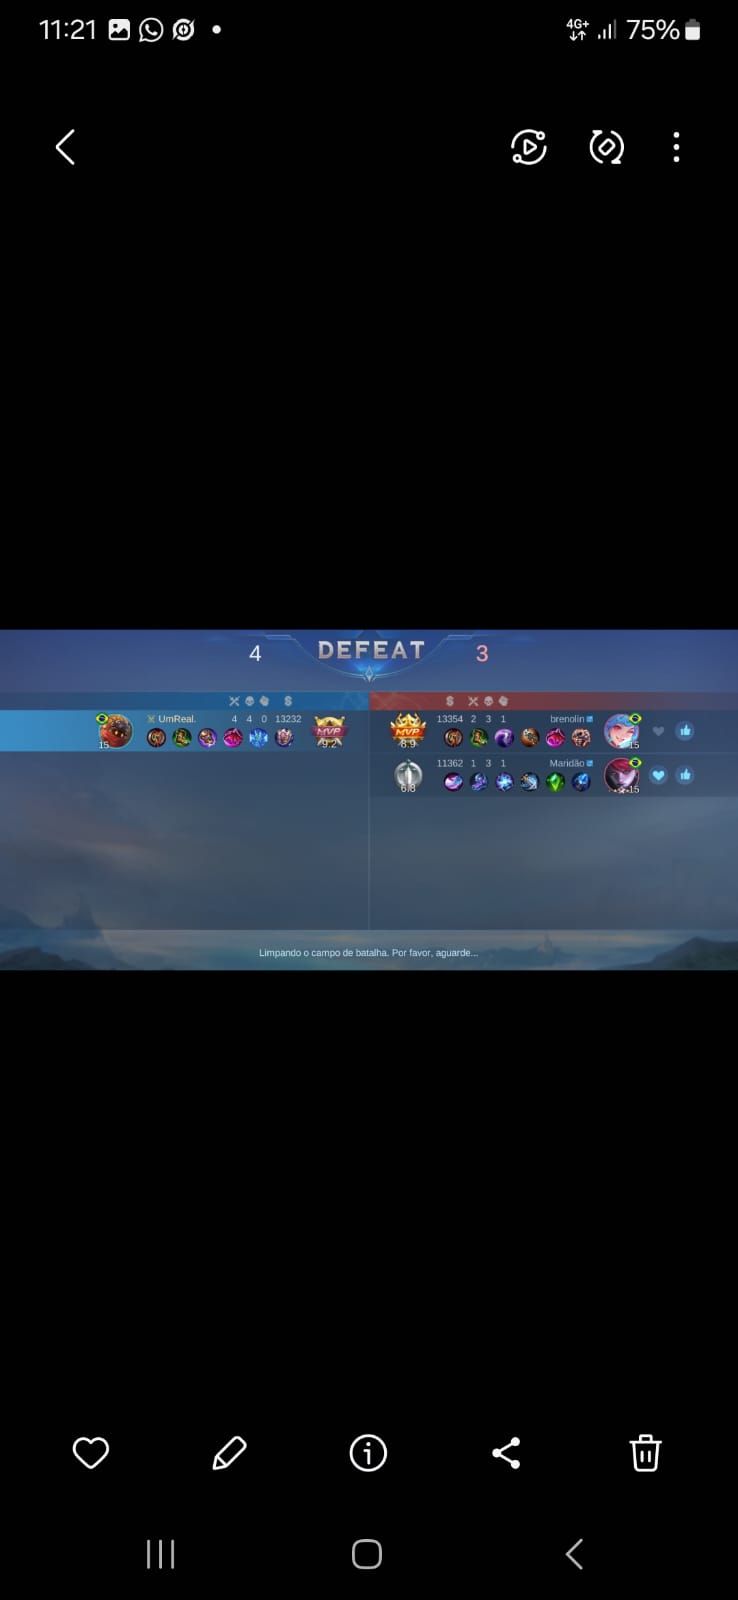 11:21
4G+ 75%
4 DEFEAT 3
UmReal. 4 4 0 13232
15
MVP
9.2
13354 2 3 1 brenolin
MVP
8.9
15
11362 1 3 1 Maridão
6.8
15
Limpando o campo de batalha. Por favor, aguarde...